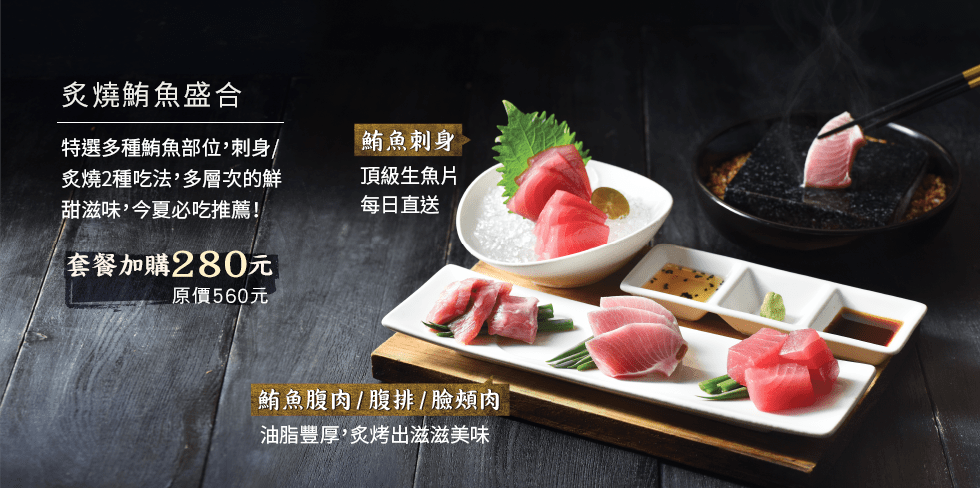 炙燒鮪魚盛合
特選多種鮪魚部位，刺身/
炙燒2種吃法，多層次的鮮
甜滋味，今夏必吃推薦！
套餐加購280元
原價560元
鮪魚刺身
頂級生魚片
每日直送
鮪魚腹肉/腹排/臉頰肉
油脂豐厚，炙烤出滋滋美味